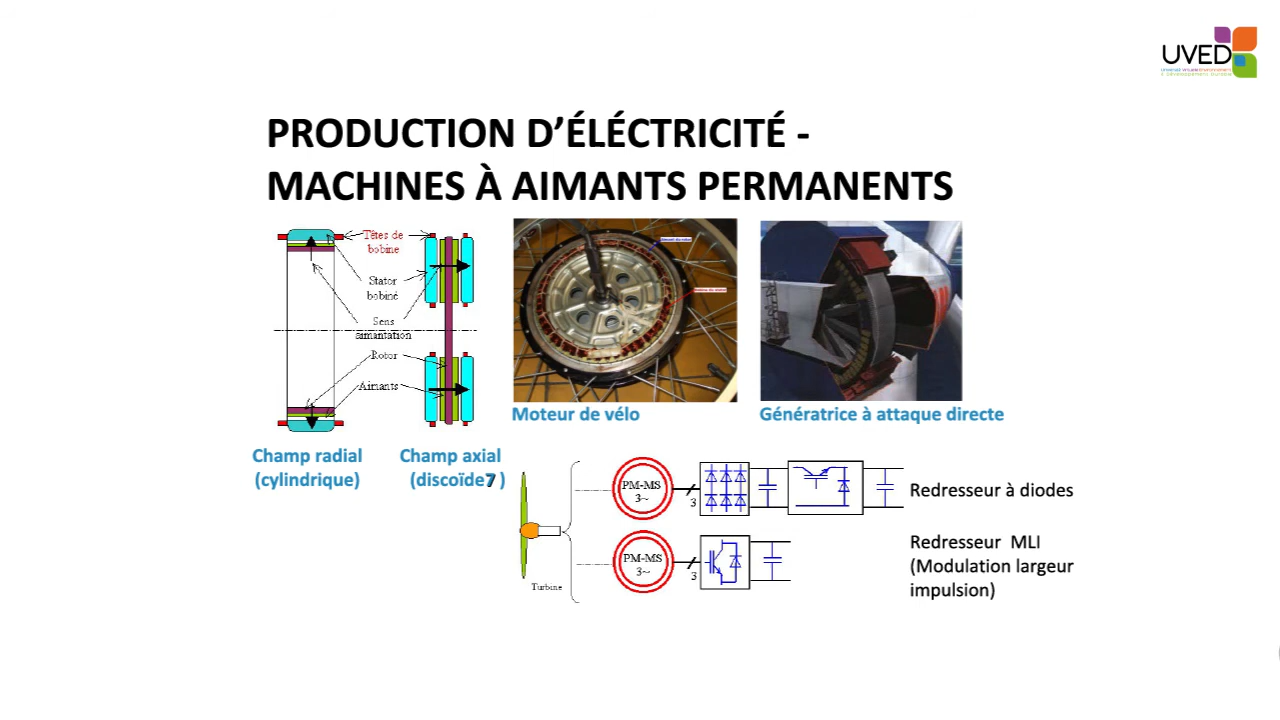 UVED
PRODUCTION D’ÉLÉCTRICITÉ -
MACHINES À AIMANTS PERMANENTS
Têtes de
bobine
Stator
bobiné
Sens
aimantation
Rotor
Aimants
Moteur de vélo
Génératrice à attaque directe
Champ radial
(cylindrique)
Champ axial
(discoïde7 )
Turbine
PM-MS
3~
3
Redresseur à diodes
PM-MS
3~
3
Redresseur MLI
(Modulation largeur
impulsion)